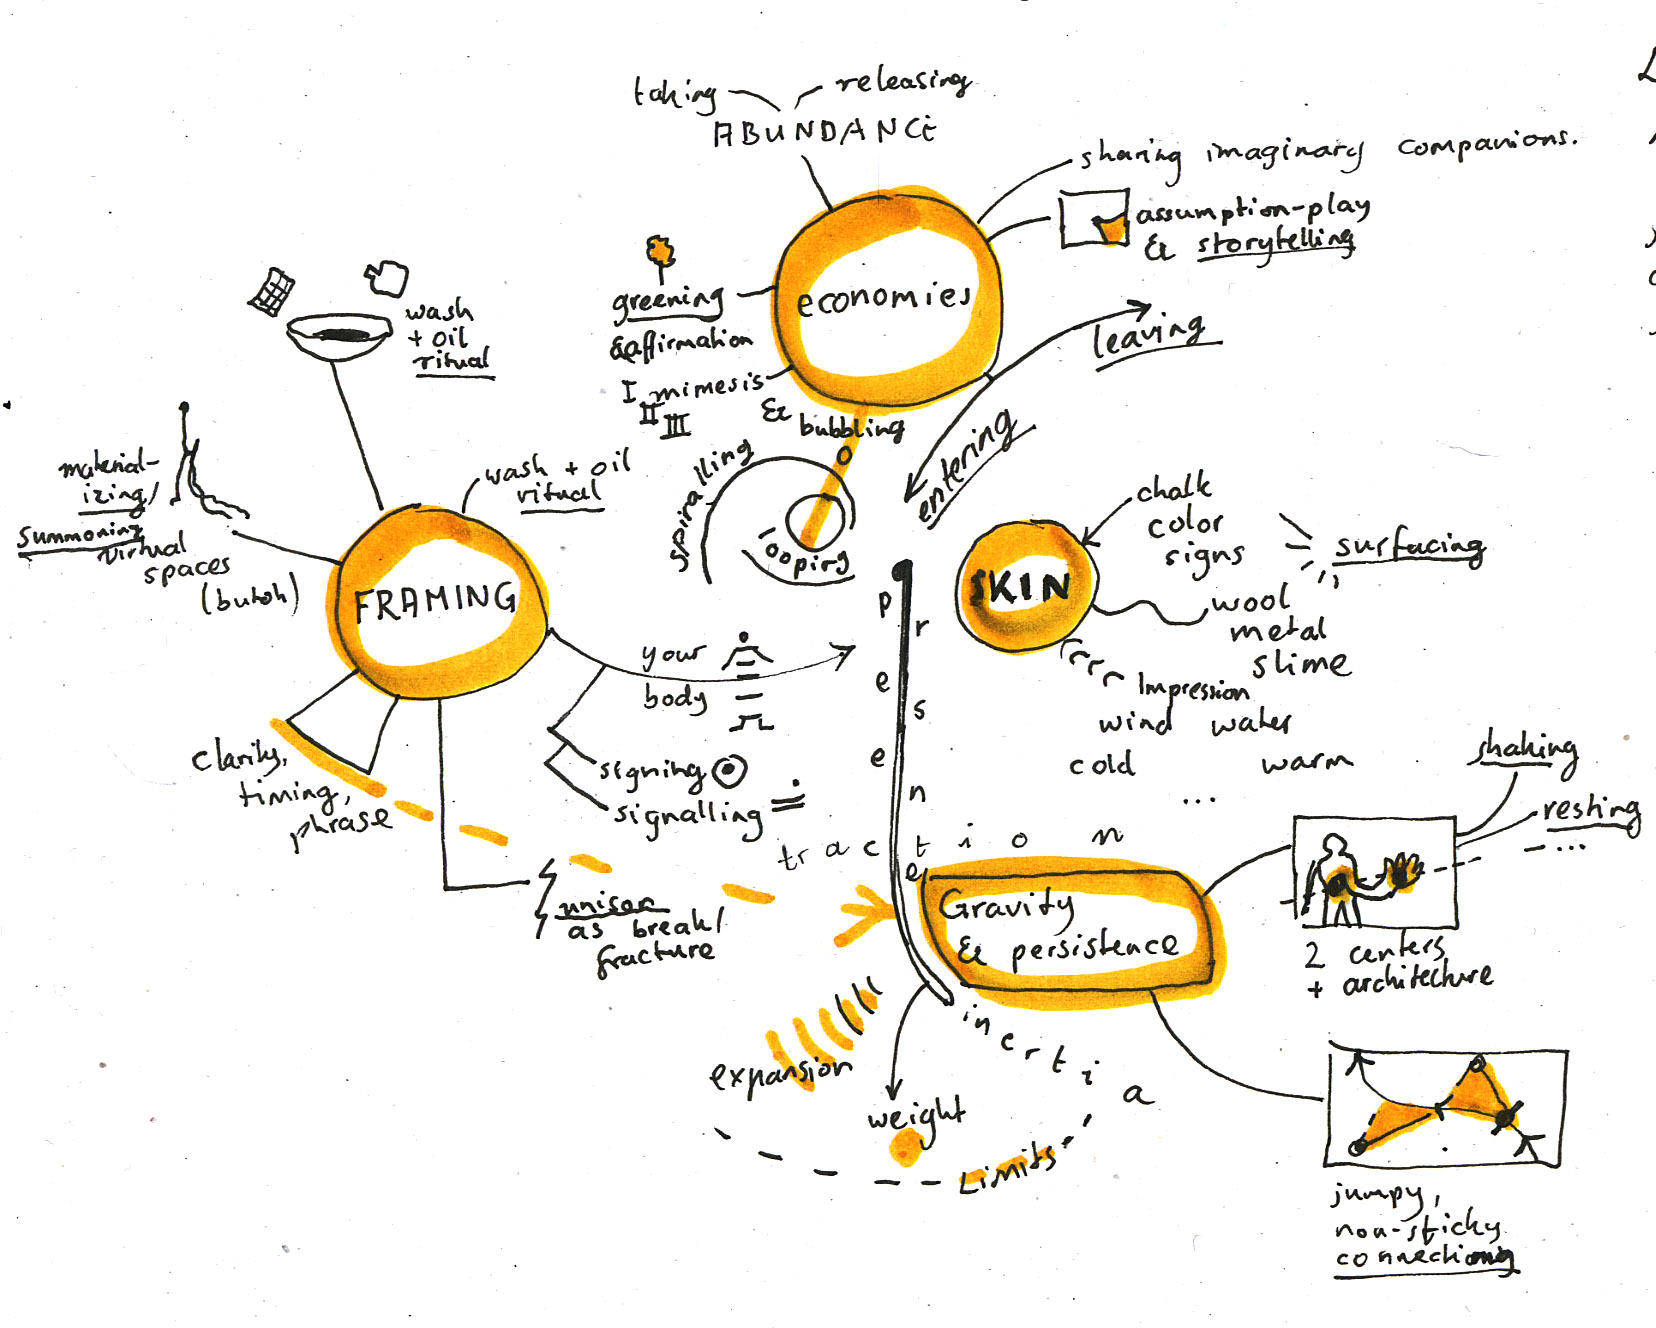 taking
releasing
ABUNDANCE
sharing imaginary companions.
assumption-play
& storytelling
economies
greening
&affirmation
I mimesis
II
III
& bubbling
leaving
entering
spiralling
looping
wash
+ oil
ritual
material-
izing/
summoning
virtual
spaces
(butoh)
wash + oil
ritual
FRAMING
your
body
signing
signalling
clarity,
timing,
phrase
unison
as break/
fracture
presence
SKIN
chalk
color
signs
surfacing
wool
metal
slime
Impression
wind water
cold warm
...
traction
Gravity
& persistence
shaking
resting
...
2 centers
+ architecture
inertia
expansion
weight
Limits
jumpy,
non-sticky
connectioning